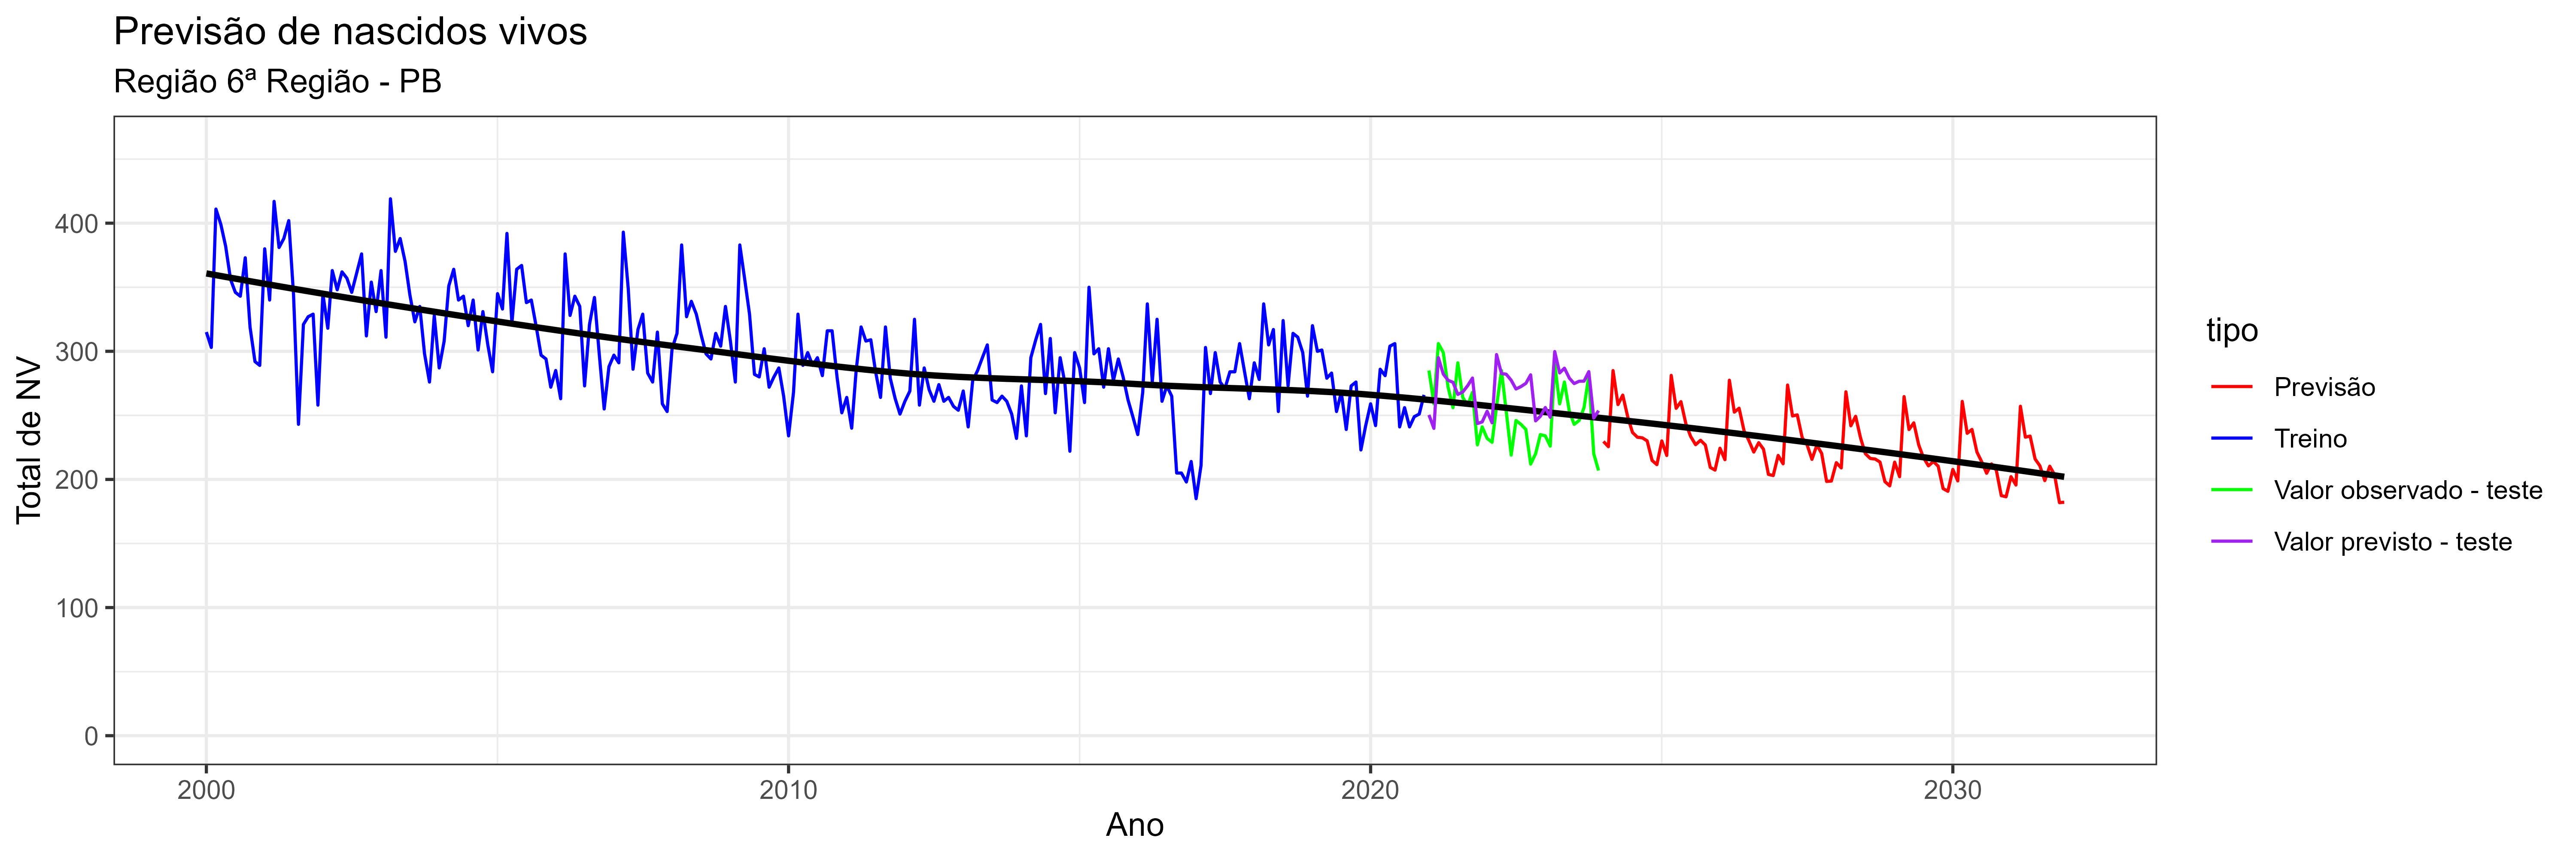 Previsão de nascidos vivos
Região 6ª Região - PB
Total de NV
400
300
200
100
0
2000
2010
2020
2030
Ano
tipo
Previsão
Treino
Valor observado - teste
Valor previsto - teste